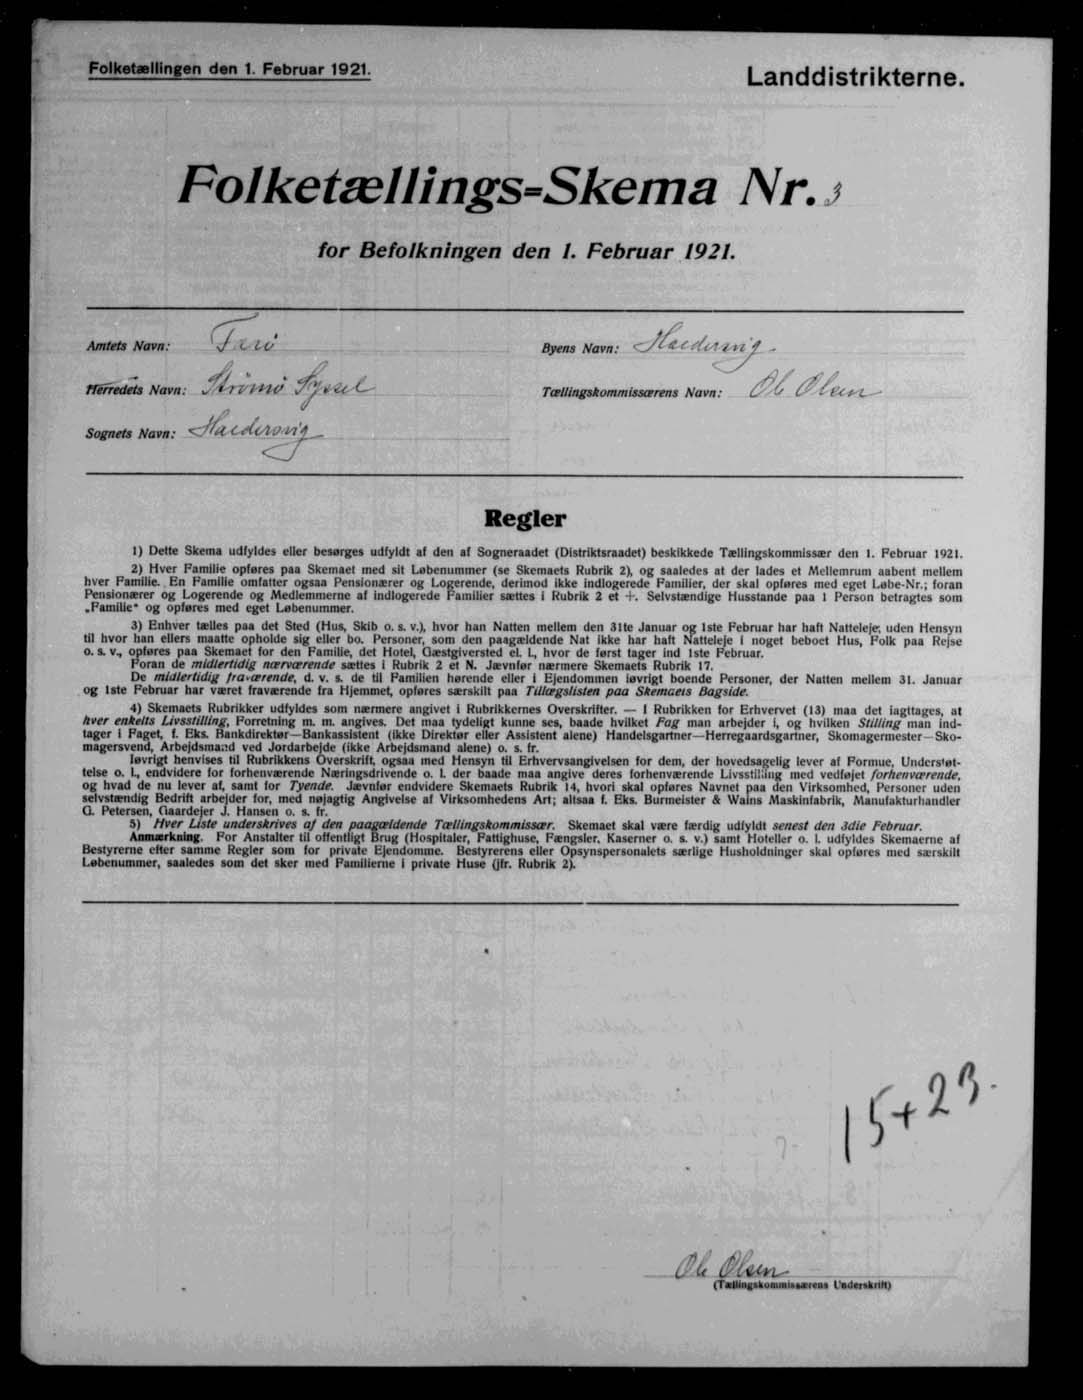 Folketællingen den 1. Februar 1921.
Landdistrikterne.
Folketællings=Skema Nr. 3
for Befolkningen den 1. Februar 1921.
Amtets Navn: Færø
Byens Navn: Haldersvig
Herredets Navn: Strømø Syssel
Tællingskommissærens Navn: Ole Olsen
Sognets Navn: Haldersvig
Regler
1) Dette Skema udfyldes eller besørges udfyldt af den af Sogneraadet (Distriktsraadet) beskikkede Tællingskommissær den 1. Februar 1921.
2) Hver Familie opføres paa Skemaet med sit Løbenummer (se Skemaets Rubrik 2), og saaledes at der lades et Mellemrum aabent mellem
hver Familie. En Familie omfatter ogsaa Pensionærer og Logerende, derimod ikke indlogerede Familier, der skal opføres med eget Løbe-Nr.; foran
Pensionærer og Logerende og Medlemmerne af indlogerede Familier sættes i Rubrik 2 et +. Selvstændige Husstande paa 1 Person betragtes som
„Familie“ og opføres med eget Løbenummer.
3) Enhver tælles paa det Sted (Hus, Skib o. s. v.), hvor han Natten mellem den 31te Januar og 1ste Februar har haft Natteleje; uden Hensyn
til hvor han ellers maatte opholde sig eller bo. Personer, som den paagældende Nat ikke har haft Natteleje i noget beboet Hus, Folk paa Rejse
o. s. v., opføres paa Skemaet for den Familie, det Hotel, Gæstgiversted el. l., hvor de først tager ind 1ste Februar.
Foran de midlertidig nærværende sættes i Rubrik 2 et N. Jævnfør nærmere Skemaets Rubrik 17.
De midlertidig fraværende, d. v. s. de til Familien hørende eller i Ejendommen iøvrigt boende Personer, der Natten mellem 31. Januar
og 1ste Februar har været fraværende fra Hjemmet, opføres særskilt paa Tillægslisten paa Skemaets Bagside.
4) Skemaets Rubrikker udfyldes som nærmere angivet i Rubrikkernes Overskrifter. — I Rubrikken for Erhvervet (13) maa det iagttages, at
hver enkelts Livsstilling, Forretning m. m. angives. Det maa tydeligt kunne ses, baade hvilket Fag man arbejder i, og hvilken Stilling man ind-
tager i Faget, f. Eks. Bankdirektør—Bankassistent (ikke Direktør eller Assistent alene) Handelsgartner—Herregaardsgartner, Skomagermester—Sko-
magersvend, Arbejdsmand ved Jordarbejde (ikke Arbejdsmand alene) o. s. fr.
Iøvrigt henvises til Rubrikkens Overskrift, ogsaa med Hensyn til Erhvervsangivelsen for dem, der hovedsagelig lever af Formue, Understøt-
telse o. l., endvidere for forhenværende Næringsdrivende o. l. der baade maa angive deres forhenværende Livsstilling med vedføjet forhenværende,
og hvad de nu lever af, samt for Tyende. Jævnfør endvidere Skemaets Rubrik 14, hvori skal opføres Navnet paa den Virksomhed, Personer uden
selvstændig Bedrift arbejder for, med nøjagtig Angivelse af Virksomhedens Art; altsaa f. Eks. Burmeister & Wains Maskinfabrik, Manufakturhandler
G. Petersen, Gaardejer J. Hansen o. s. fr.
5) Hver Liste underskrives af den paagældende Tællingskommissær. Skemaet skal være færdig udfyldt senest den 3die Februar.
Anmærkning. For Anstalter til offentligt Brug (Hospitaler, Fattighuse, Fængsler, Kaserner o. s. v.) samt Hoteller o. l. udfyldes Skemaerne af
Bestyrerne efter samme Regler som for private Ejendomme. Bestyrerens eller Opsynspersonalets særlige Husholdninger skal opføres med særskilt
Løbenummer, saaledes som det sker med Familierne i private Huse (jfr. Rubrik 2).
15+23.
Ole Olsen
(Tællingskommissærens Underskrift)